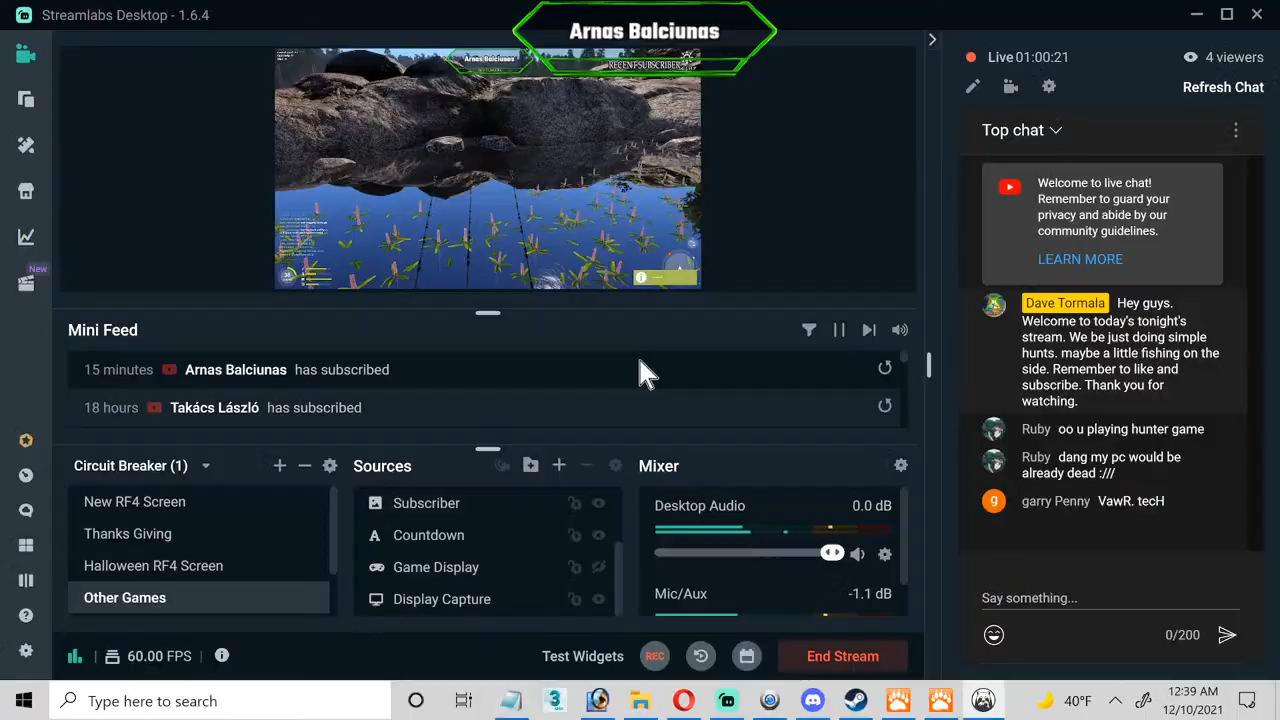 Streamlabs Desktop - 1.6.4
Arnas Balciunas
RECENT SUBSCRIBER
Arnas Balciunas
Live 01:00:21
4 viewers
Refresh Chat
Top chat
Welcome to live chat!
Remember to guard your
privacy and abide by our
community guidelines.
LEARN MORE
Dave Tormala Hey guys.
Welcome to today's tonight's
stream. We be just doing simple
hunts. maybe a little fishing on the
side. Remember to like and
subscribe. Thank you for
watching.
Ruby oo u playing hunter game
Ruby dang my pc would be
already dead :///
g garry Penny VawR. tecH
Say something...
0/200
New
Mini Feed
15 minutes Arnas Balciunas has subscribed
18 hours Takács László has subscribed
Circuit Breaker (1)
New RF4 Screen
Thanks Giving
Halloween RF4 Screen
Other Games
Sources
Subscriber
Countdown
Game Display
Display Capture
Mixer
Desktop Audio 0.0 dB
Mic/Aux -1.1 dB
60.00 FPS
Test Widgets
REC
End Stream
Type here to search
3
40°F
12:39 AM
12/10/2021